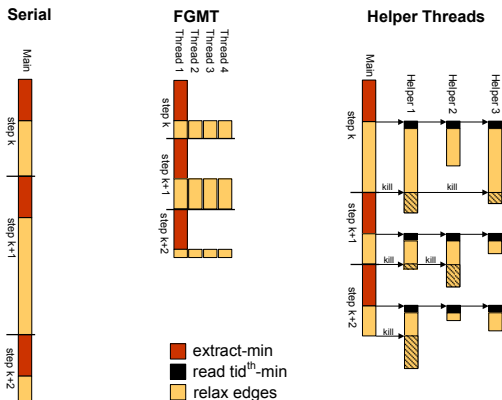 Serial
FGMT
Helper Threads
Main
step k
step k+1
step k+2
Thread 1
Thread 2
Thread 3
Thread 4
step k
step k+1
step k+2
Main
Helper 1
Helper 2
Helper 3
step k
kill
kill
step k+1
kill
kill
step k+2
kill
extract-min
read tidᵗʰ-min
relax edges